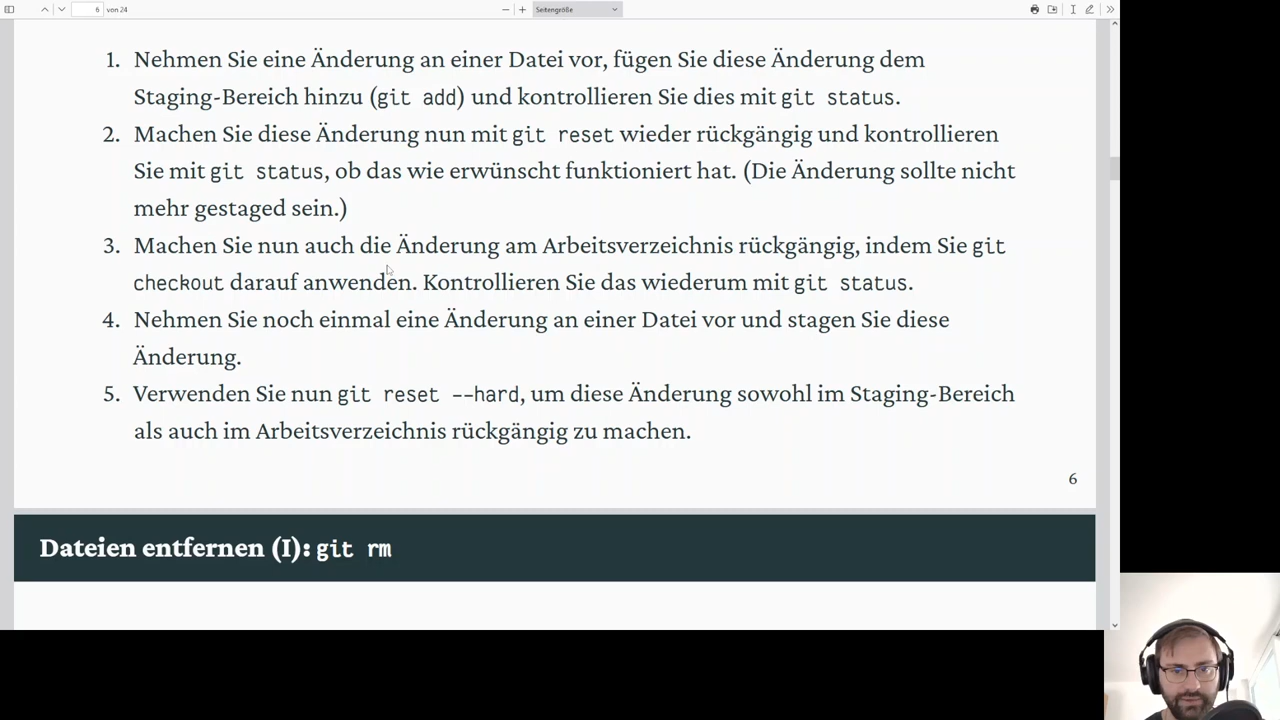 6
von 24
Seitengröße
1. Nehmen Sie eine Änderung an einer Datei vor, fügen Sie diese Änderung dem
Staging-Bereich hinzu (git add) und kontrollieren Sie dies mit git status.
2. Machen Sie diese Änderung nun mit git reset wieder rückgängig und kontrollieren
Sie mit git status, ob das wie erwünscht funktioniert hat. (Die Änderung sollte nicht
mehr gestaged sein.)
3. Machen Sie nun auch die Änderung am Arbeitsverzeichnis rückgängig, indem Sie git
checkout darauf anwenden. Kontrollieren Sie das wiederum mit git status.
4. Nehmen Sie noch einmal eine Änderung an einer Datei vor und stagen Sie diese
Änderung.
5. Verwenden Sie nun git reset --hard, um diese Änderung sowohl im Staging-Bereich
als auch im Arbeitsverzeichnis rückgängig zu machen.
6
Dateien entfernen (I): git rm